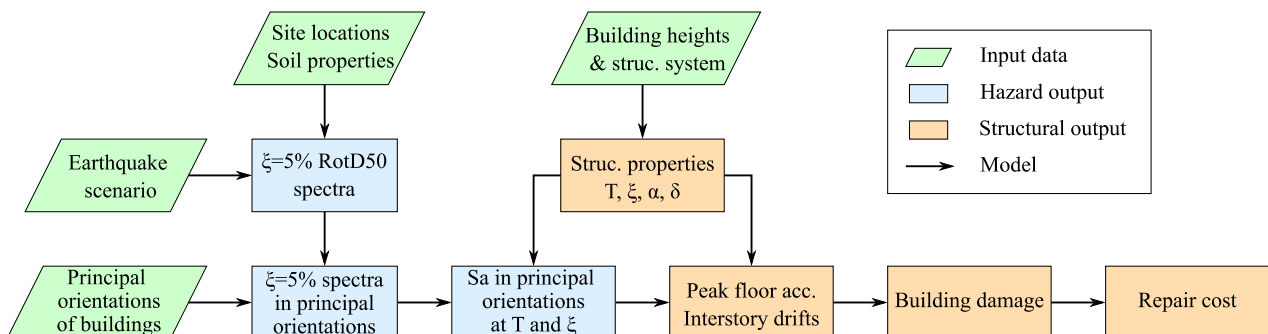 Site locations
Soil properties
Building heights
& struc. system
Input data
Hazard output
Structural output
Model
Earthquake
scenario
ξ=5% RotD50
spectra
Struc. properties
T, ξ, α, δ
Principal
orientations
of buildings
ξ=5% spectra
in principal
orientations
Sa in principal
orientations
at T and ξ
Peak floor acc.
Interstory drifts
Building damage
Repair cost